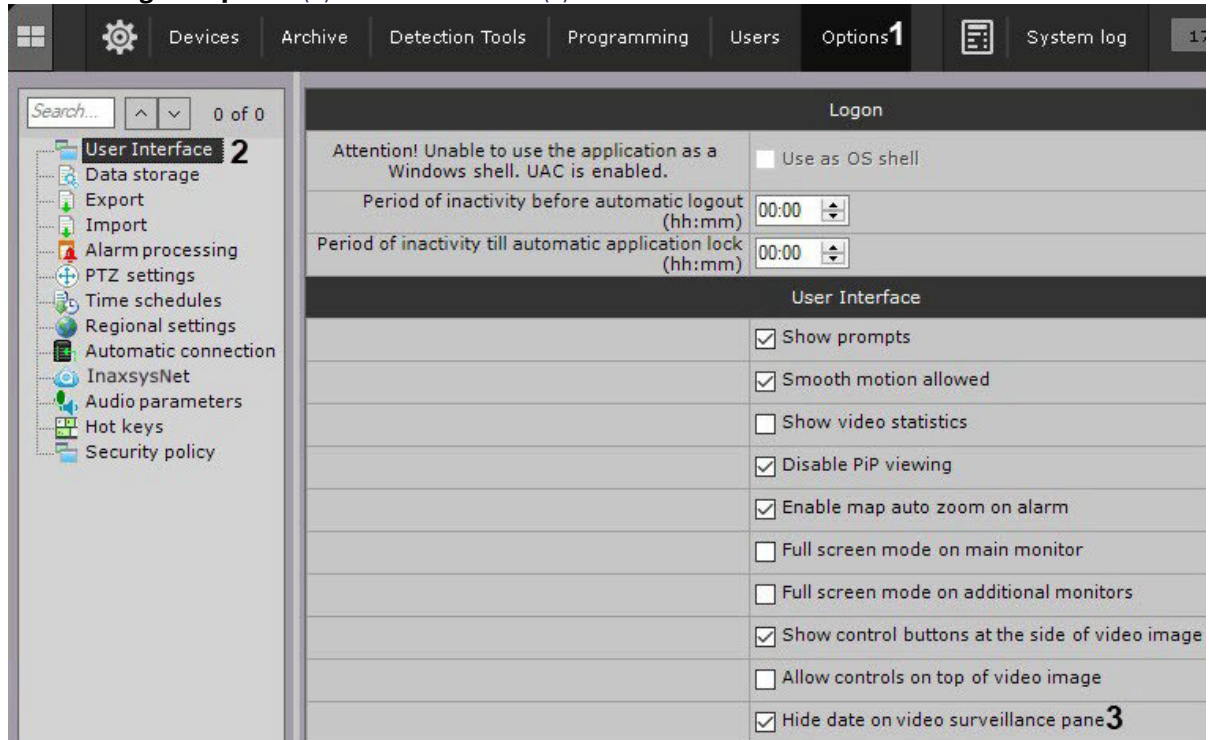 Devices Archive Detection Tools Programming Users Options 1 System log 17
Search... 0 of 0
User Interface 2
Data storage
Export
Import
Alarm processing
PTZ settings
Time schedules
Regional settings
Automatic connection
InaxsysNet
Audio parameters
Hot keys
Security policy
Logon
Attention! Unable to use the application as a
Windows shell. UAC is enabled.
Use as OS shell
Period of inactivity before automatic logout
(hh:mm)
00:00
Period of inactivity till automatic application lock
(hh:mm)
00:00
User Interface
Show prompts
Smooth motion allowed
Show video statistics
Disable PiP viewing
Enable map auto zoom on alarm
Full screen mode on main monitor
Full screen mode on additional monitors
Show control buttons at the side of video image
Allow controls on top of video image
Hide date on video surveillance pane 3